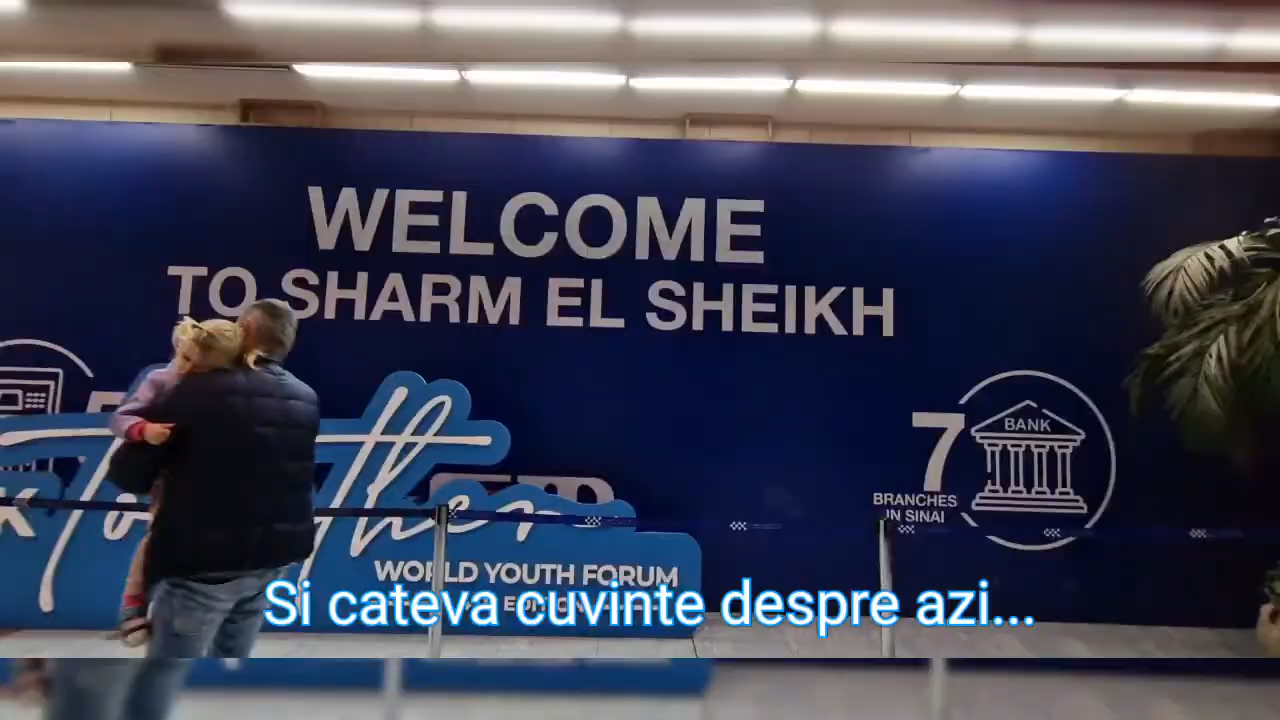 WELCOME
TO SHARM EL SHEIKH
7
BANK
BRANCHES
IN SINAI
WORLD YOUTH FORUM
Si cateva cuvinte despre azi...